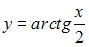 y = arctg x/2